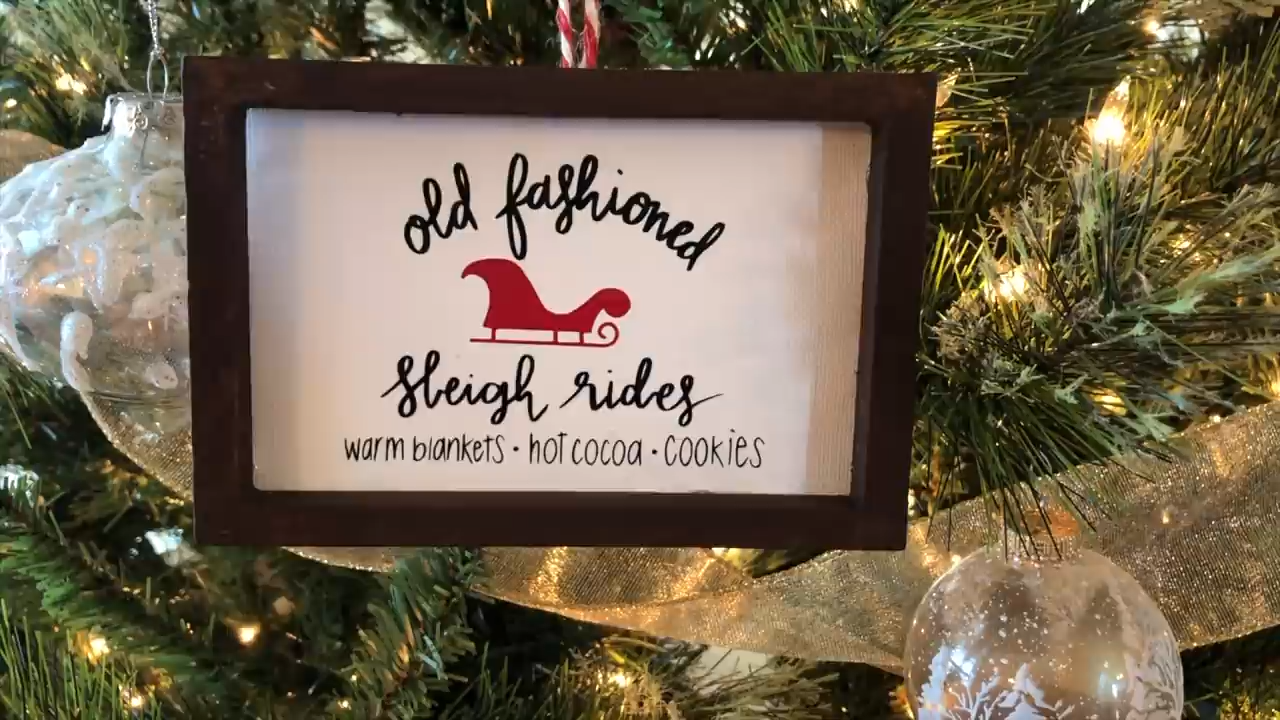 old fashioned
sleigh rides
warm blankets · hot cocoa · cookies